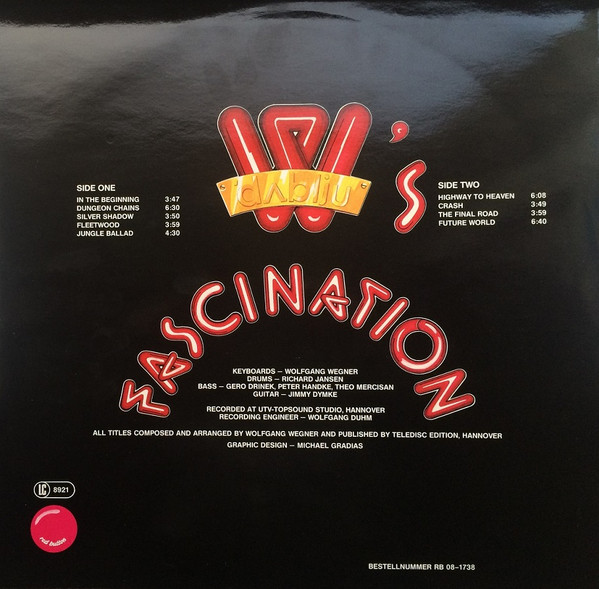 W's
'dʌblju
SIDE ONE
IN THE BEGINNING 3:47
DUNGEON CHAINS 6:30
SILVER SHADOW 3:50
FLEETWOOD 3:59
JUNGLE BALLAD 4:30
SIDE TWO
HIGHWAY TO HEAVEN 6:08
CRASH 3:49
THE FINAL ROAD 3:59
FUTURE WORLD 6:40
FASCINATION
KEYBOARDS – WOLFGANG WEGNER
DRUMS – RICHARD JANSEN
BASS – GERO DRINEK, PETER HANDKE, THEO MERCISAN
GUITAR – JIMMY DYMKE
RECORDED AT UTV-TOPSOUND STUDIO, HANNOVER
RECORDING ENGINEER – WOLFGANG DUHM
ALL TITLES COMPOSED AND ARRANGED BY WOLFGANG WEGNER AND PUBLISHED BY TELEDISC EDITION, HANNOVER
GRAPHIC DESIGN – MICHAEL GRADIAS
LC 8921
red button
BESTELLNUMMER RB 08-1738